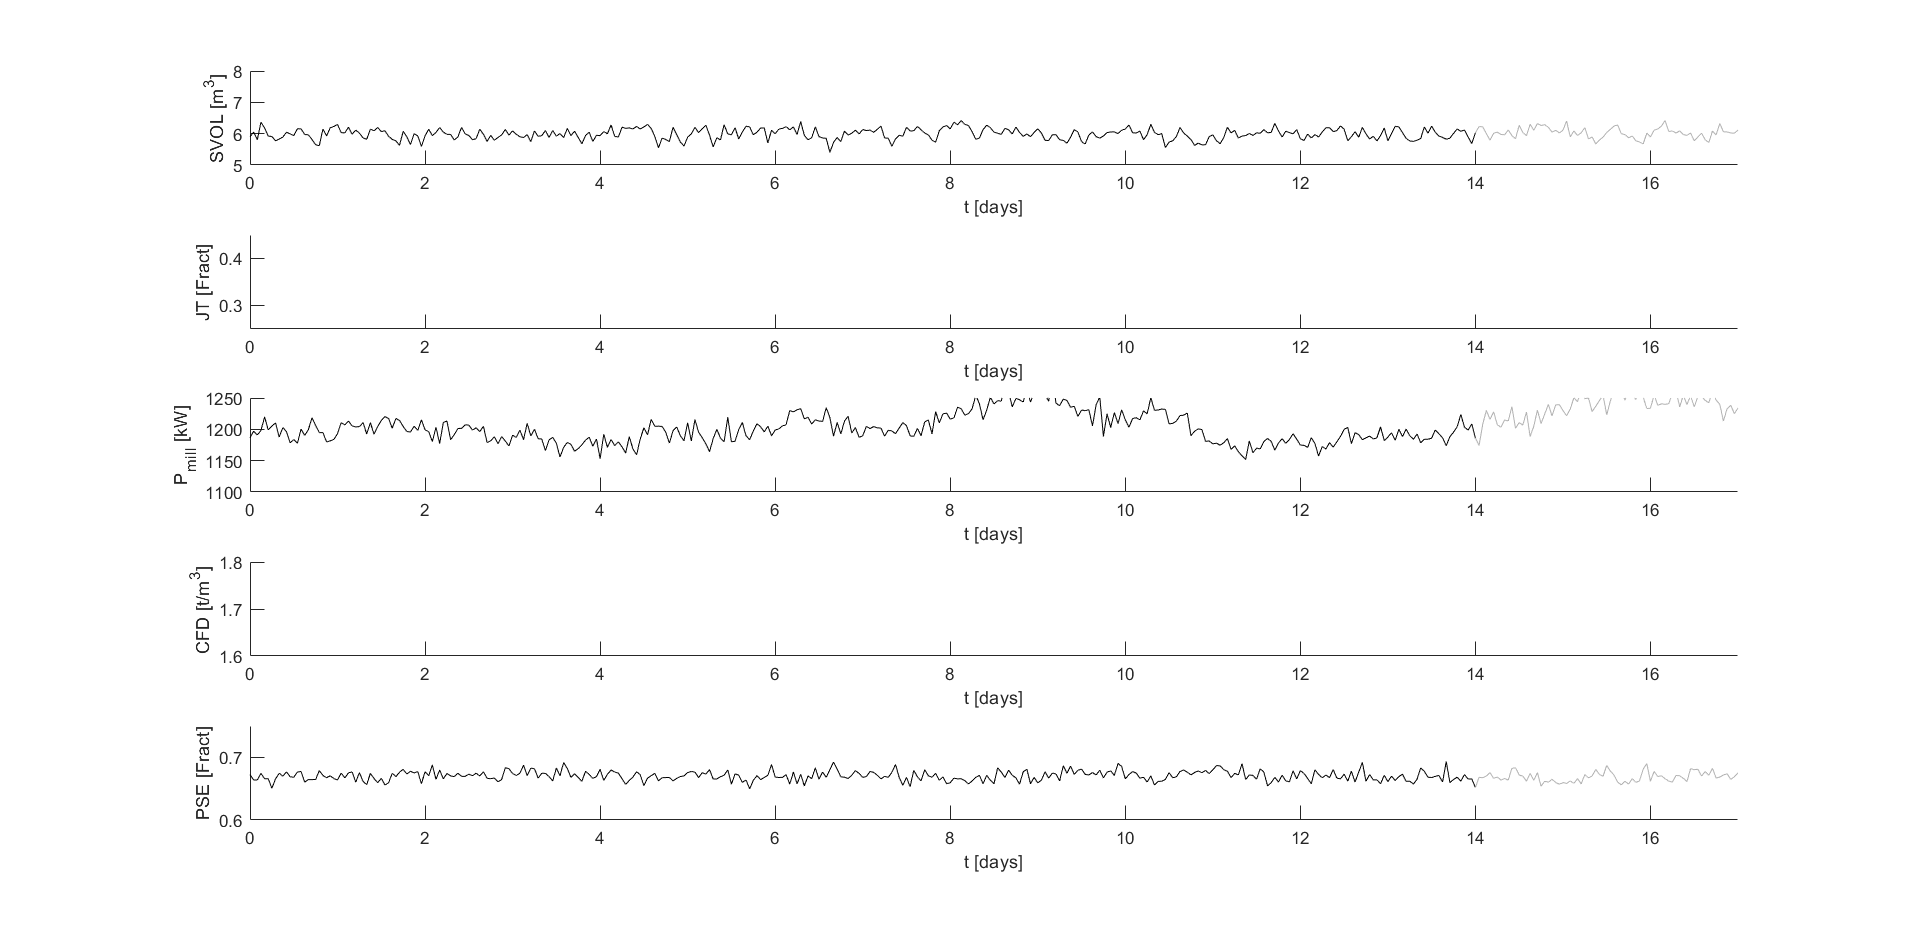 SVOL [m³]
8
7
6
5
0 2 4 6 8 10 12 14 16
t [days]
JT [Fract]
0.4
0.3
0 2 4 6 8 10 12 14 16
t [days]
P_mill [kW]
1250
1200
1150
1100
0 2 4 6 8 10 12 14 16
t [days]
CFD [t/m³]
1.8
1.7
1.6
0 2 4 6 8 10 12 14 16
t [days]
PSE [Fract]
0.7
0.6
0 2 4 6 8 10 12 14 16
t [days]